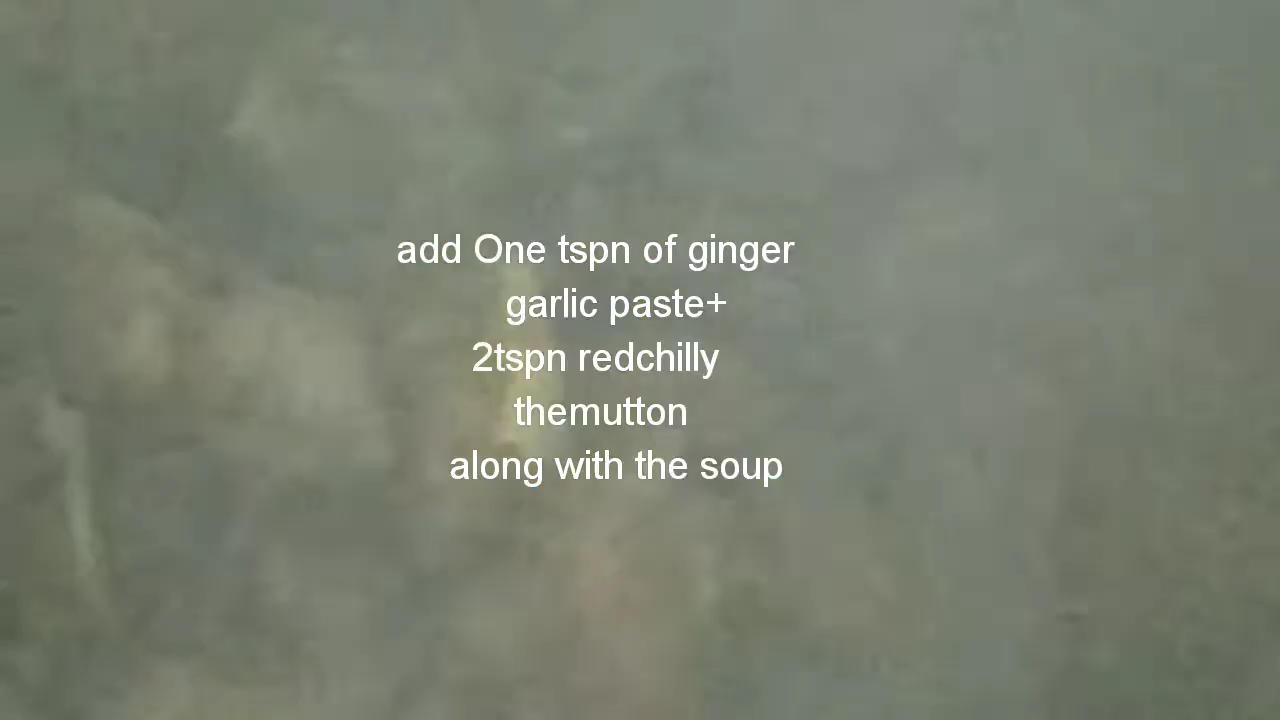 add One tspn of ginger
garlic paste+
2tspn redchilly
themutton
along with the soup